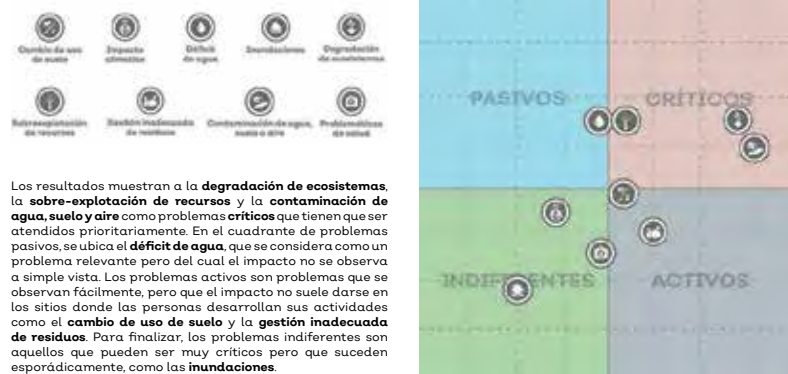 Cambio de uso
de suelo
Impacto
climático
Déficit
de agua
Inundaciones
Degradación
de ecosistemas
Sobreexplotación
de recursos
Gestión inadecuada
de residuos
Contaminación de agua,
suelo o aire
Problemáticas
de salud
Los resultados muestran a la degradación de ecosistemas,
la sobre-explotación de recursos y la contaminación de
agua, suelo y aire como problemas críticos que tienen que ser
atendidos prioritariamente. En el cuadrante de problemas
pasivos, se ubica el déficit de agua, que se considera como un
problema relevante pero del cual el impacto no se observa
a simple vista. Los problemas activos son problemas que se
observan fácilmente, pero que el impacto no suele darse en
los sitios donde las personas desarrollan sus actividades
como el cambio de uso de suelo y la gestión inadecuada
de residuos. Para finalizar, los problemas indiferentes son
aquellos que pueden ser muy críticos pero que suceden
esporádicamente, como las inundaciones.
PASIVOS
CRÍTICOS
INDIFERENTES
ACTIVOS